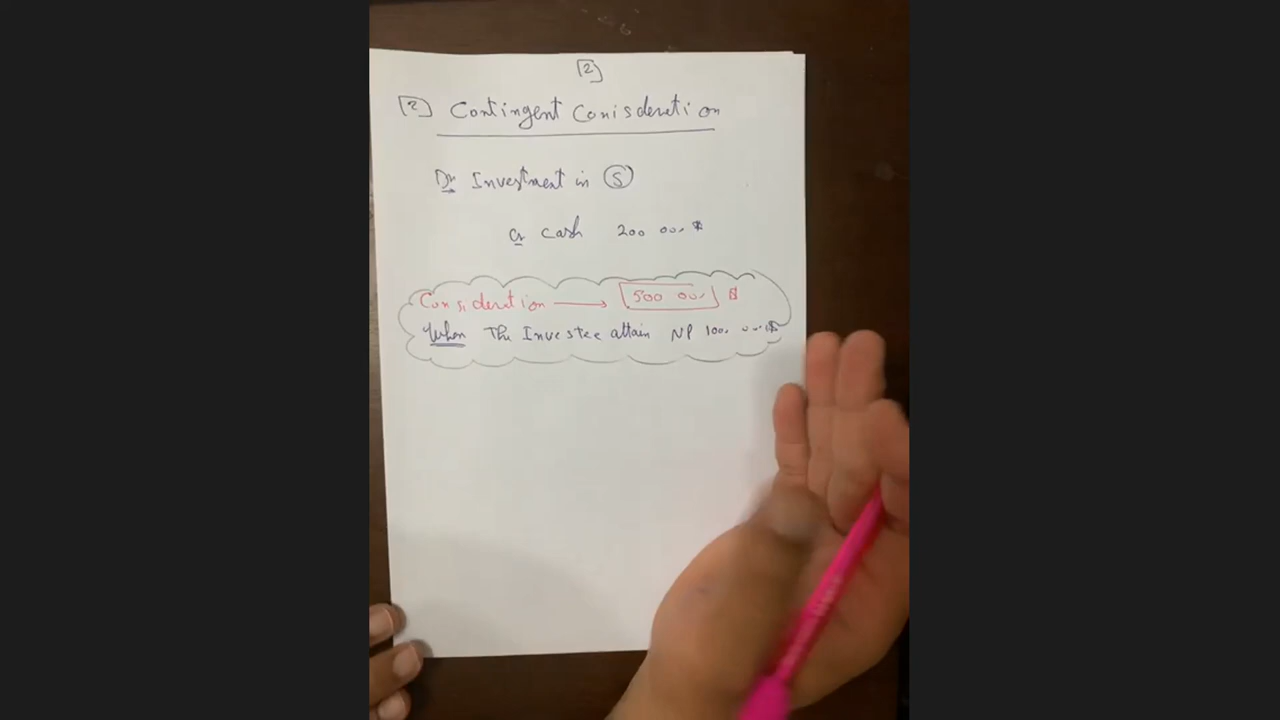 [2]
[2] Contingent Conisderation
Dr Investment in S
Cr cash 200 000 $
Consideration → 500 000 $
When The Investee attain NP 100 000 $